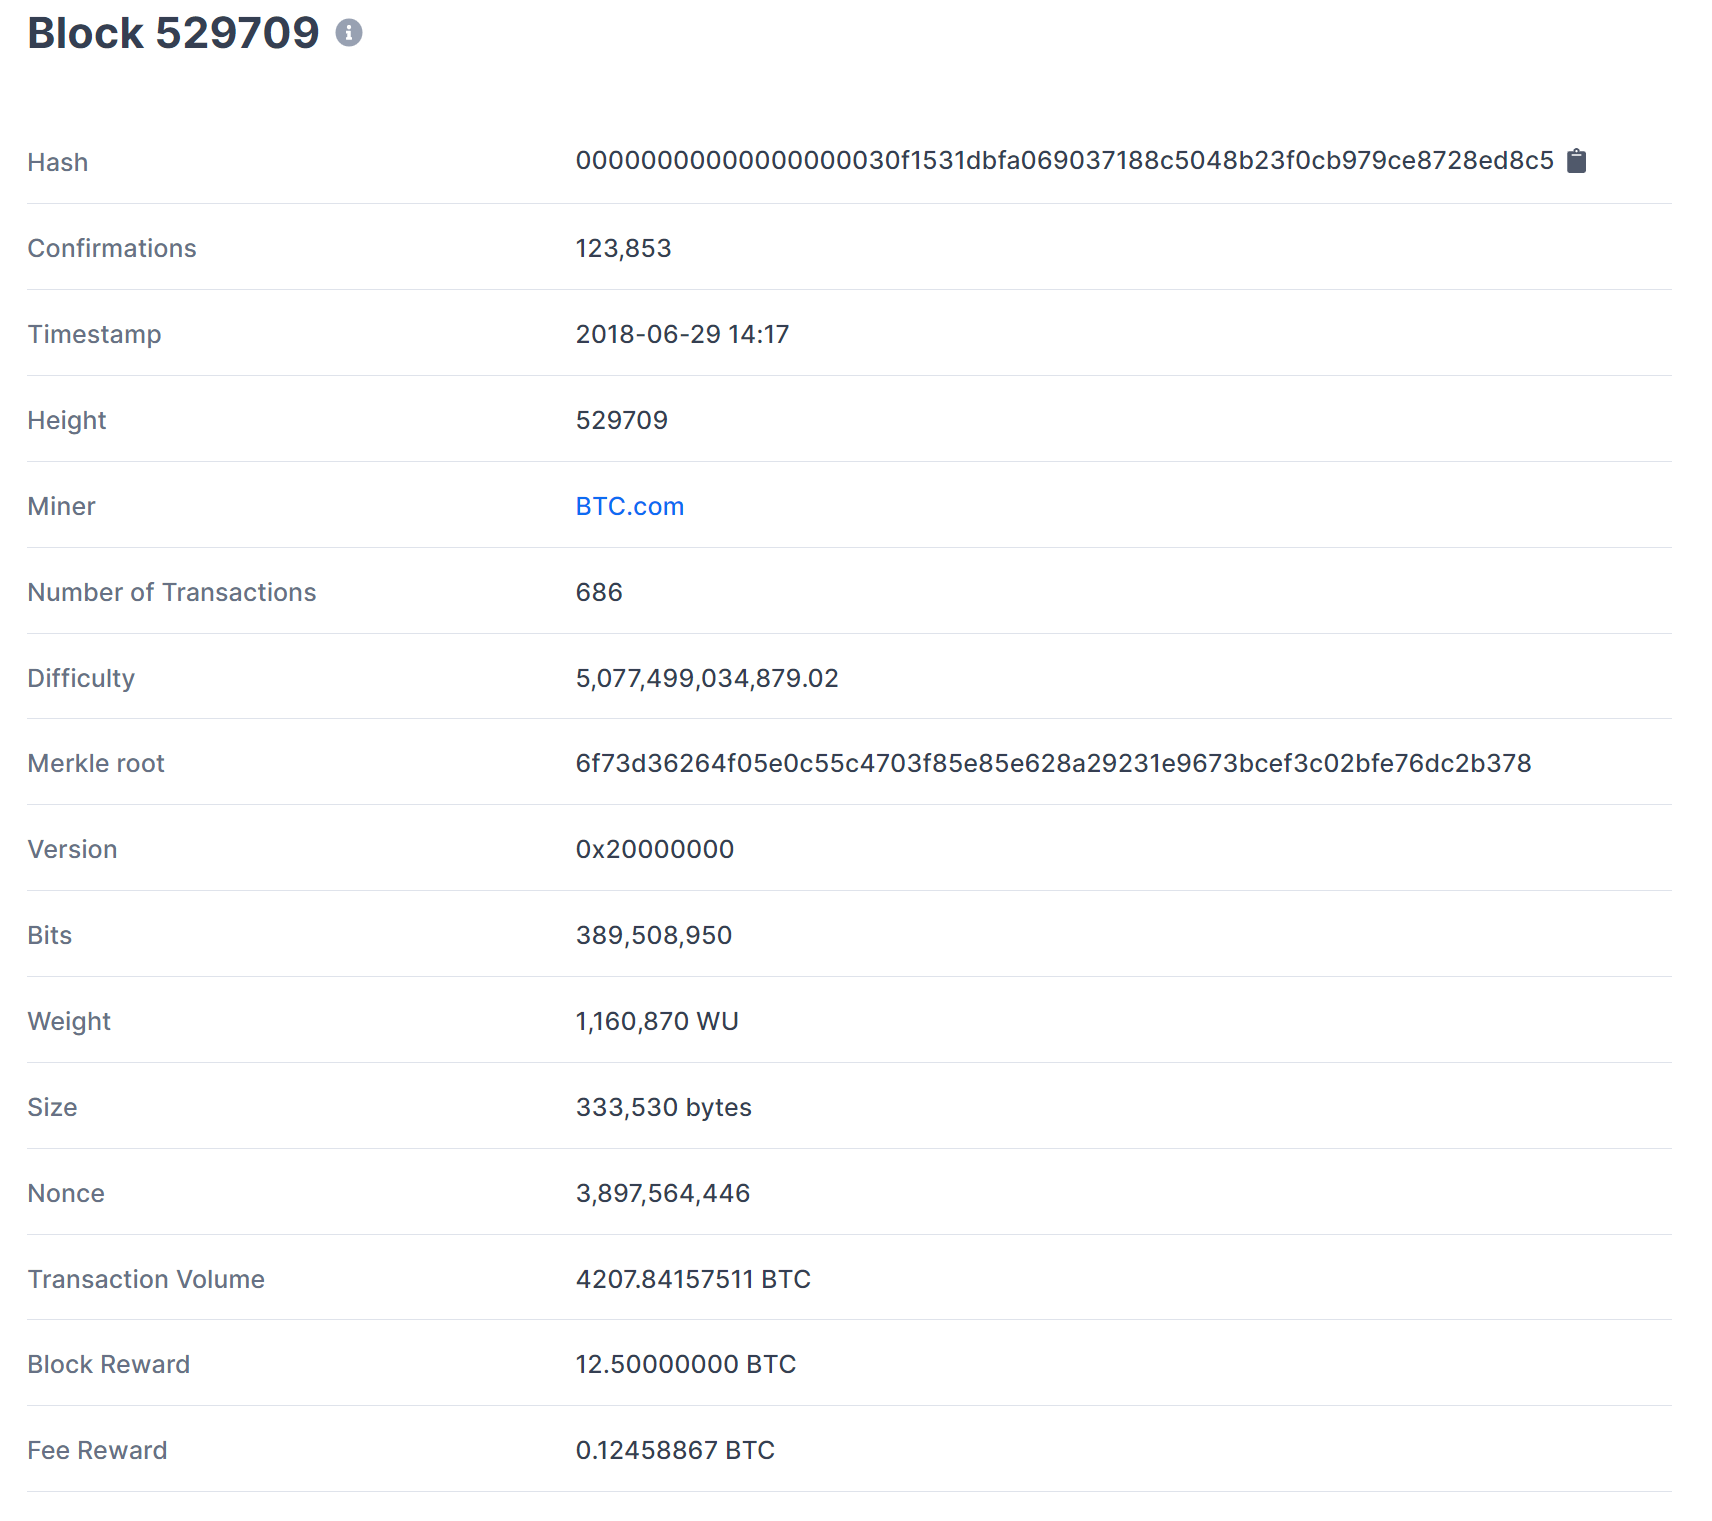 Block 529709
Hash 00000000000000000030f1531dbfa069037188c5048b23f0cb979ce8728ed8c5
Confirmations 123,853
Timestamp 2018-06-29 14:17
Height 529709
Miner BTC.com
Number of Transactions 686
Difficulty 5,077,499,034,879.02
Merkle root 6f73d36264f05e0c55c4703f85e85e628a29231e9673bcef3c02bfe76dc2b378
Version 0x20000000
Bits 389,508,950
Weight 1,160,870 WU
Size 333,530 bytes
Nonce 3,897,564,446
Transaction Volume 4207.84157511 BTC
Block Reward 12.50000000 BTC
Fee Reward 0.12458867 BTC